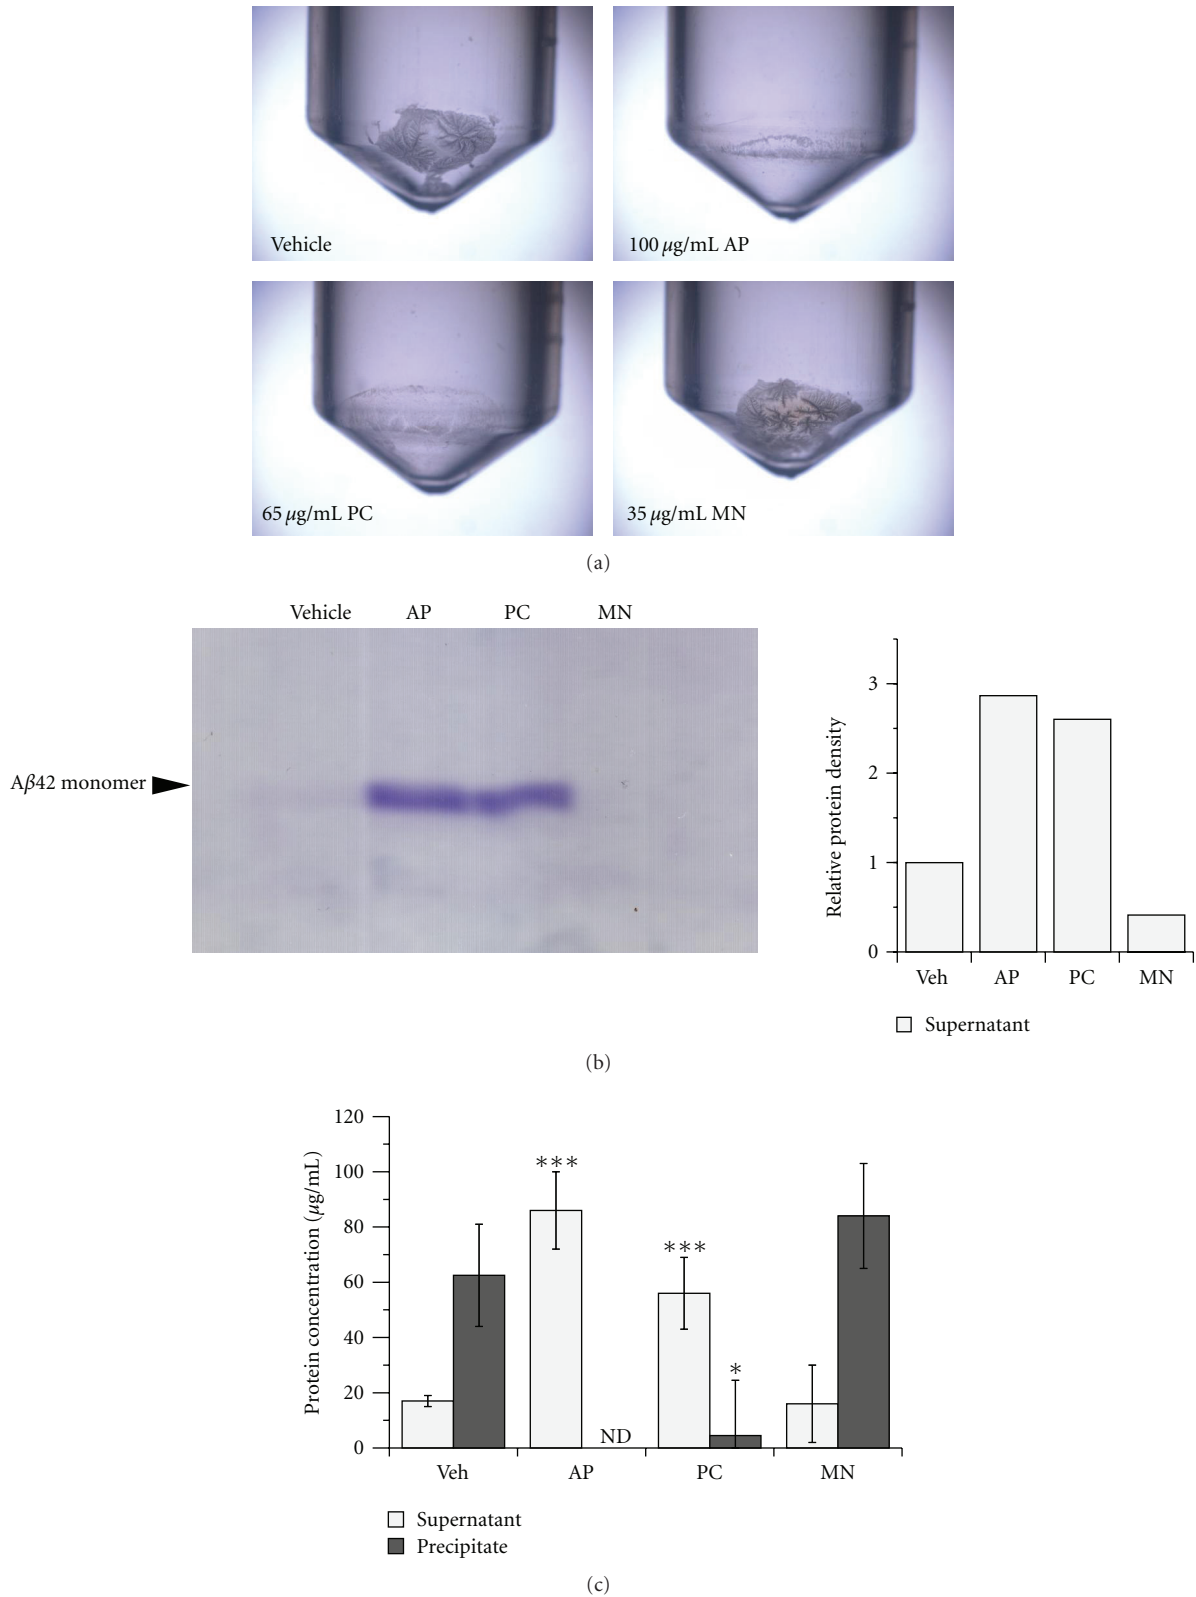 Vehicle
100 μg/mL AP
65 μg/mL PC
35 μg/mL MN
(a)
Vehicle AP PC MN
Aβ42 monomer
Relative protein density
3
2
1
0
Veh AP PC MN
Supernatant
(b)
Protein concentration (μg/mL)
120
100
80
60
40
20
0
***
***
*
ND
Veh AP PC MN
Supernatant
Precipitate
(c)